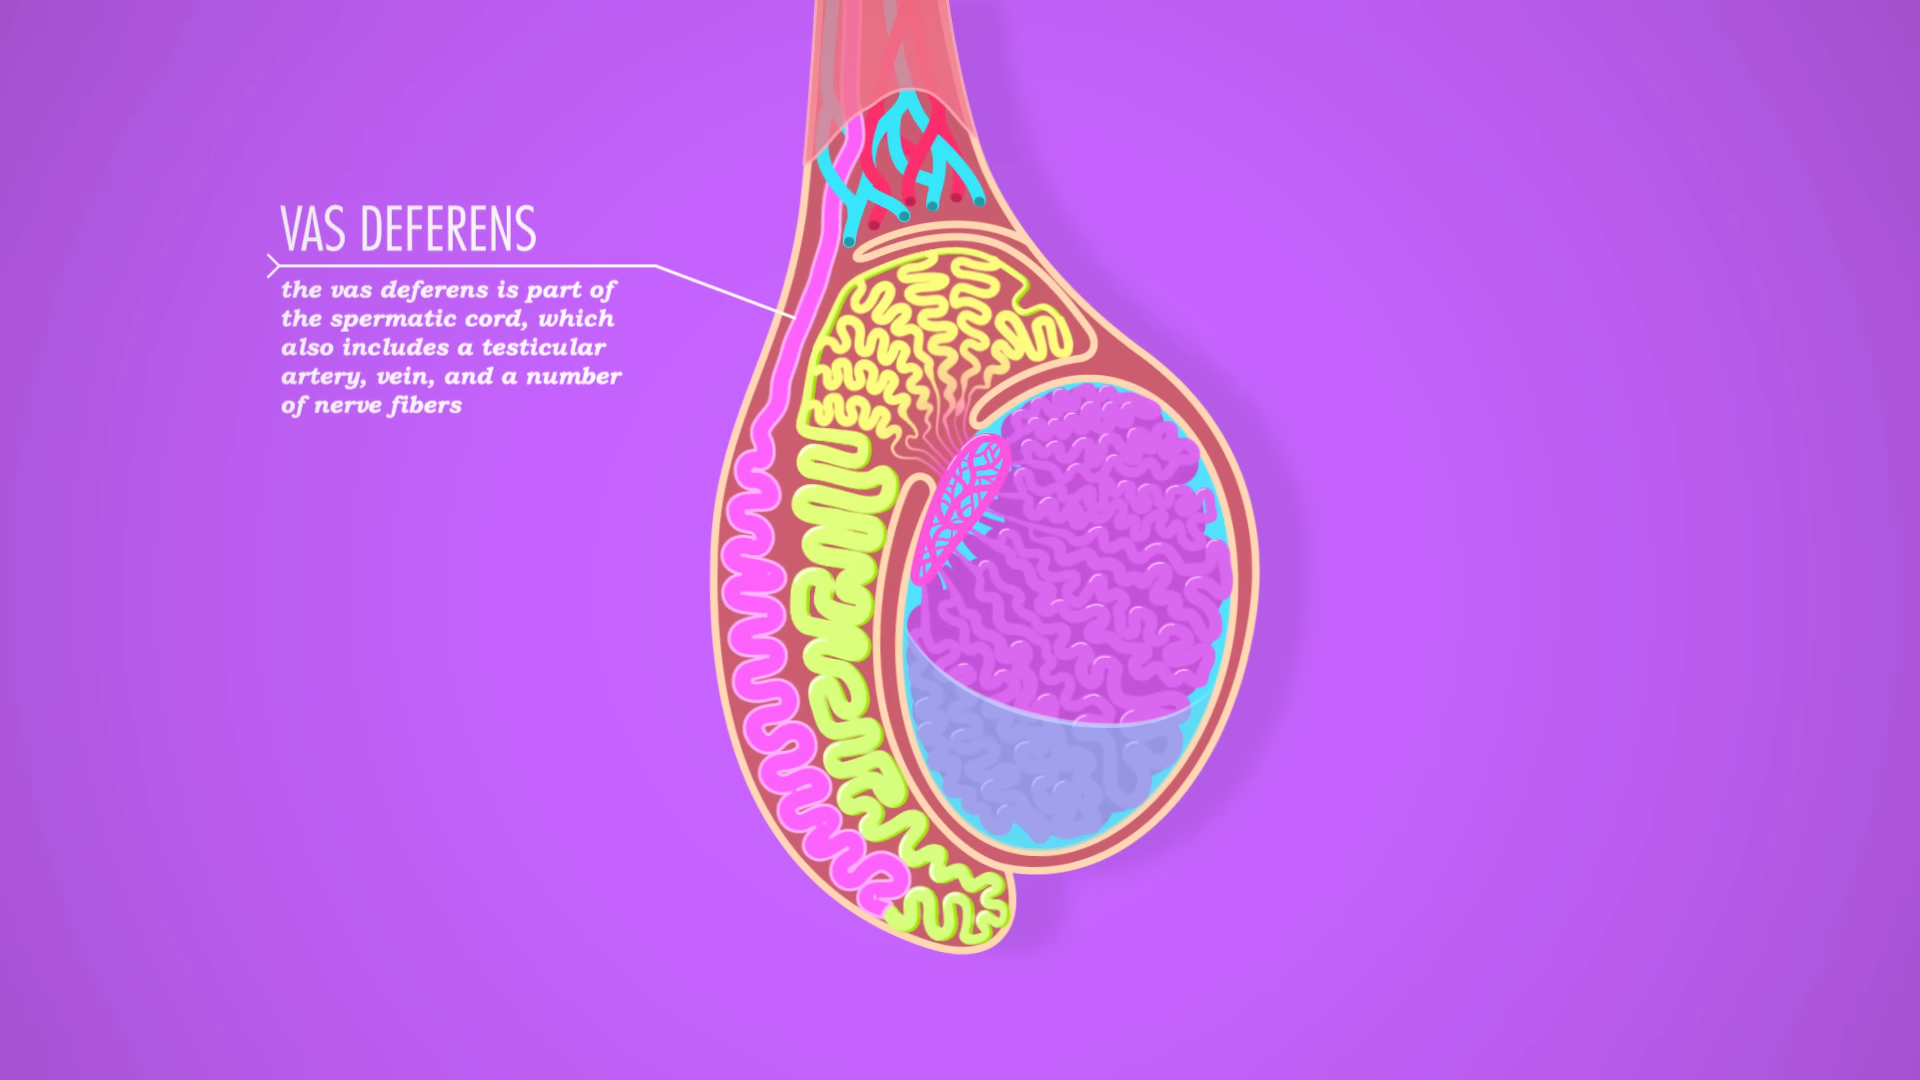 VAS DEFERENS
the vas deferens is part of
the spermatic cord, which
also includes a testicular
artery, vein, and a number
of nerve fibers